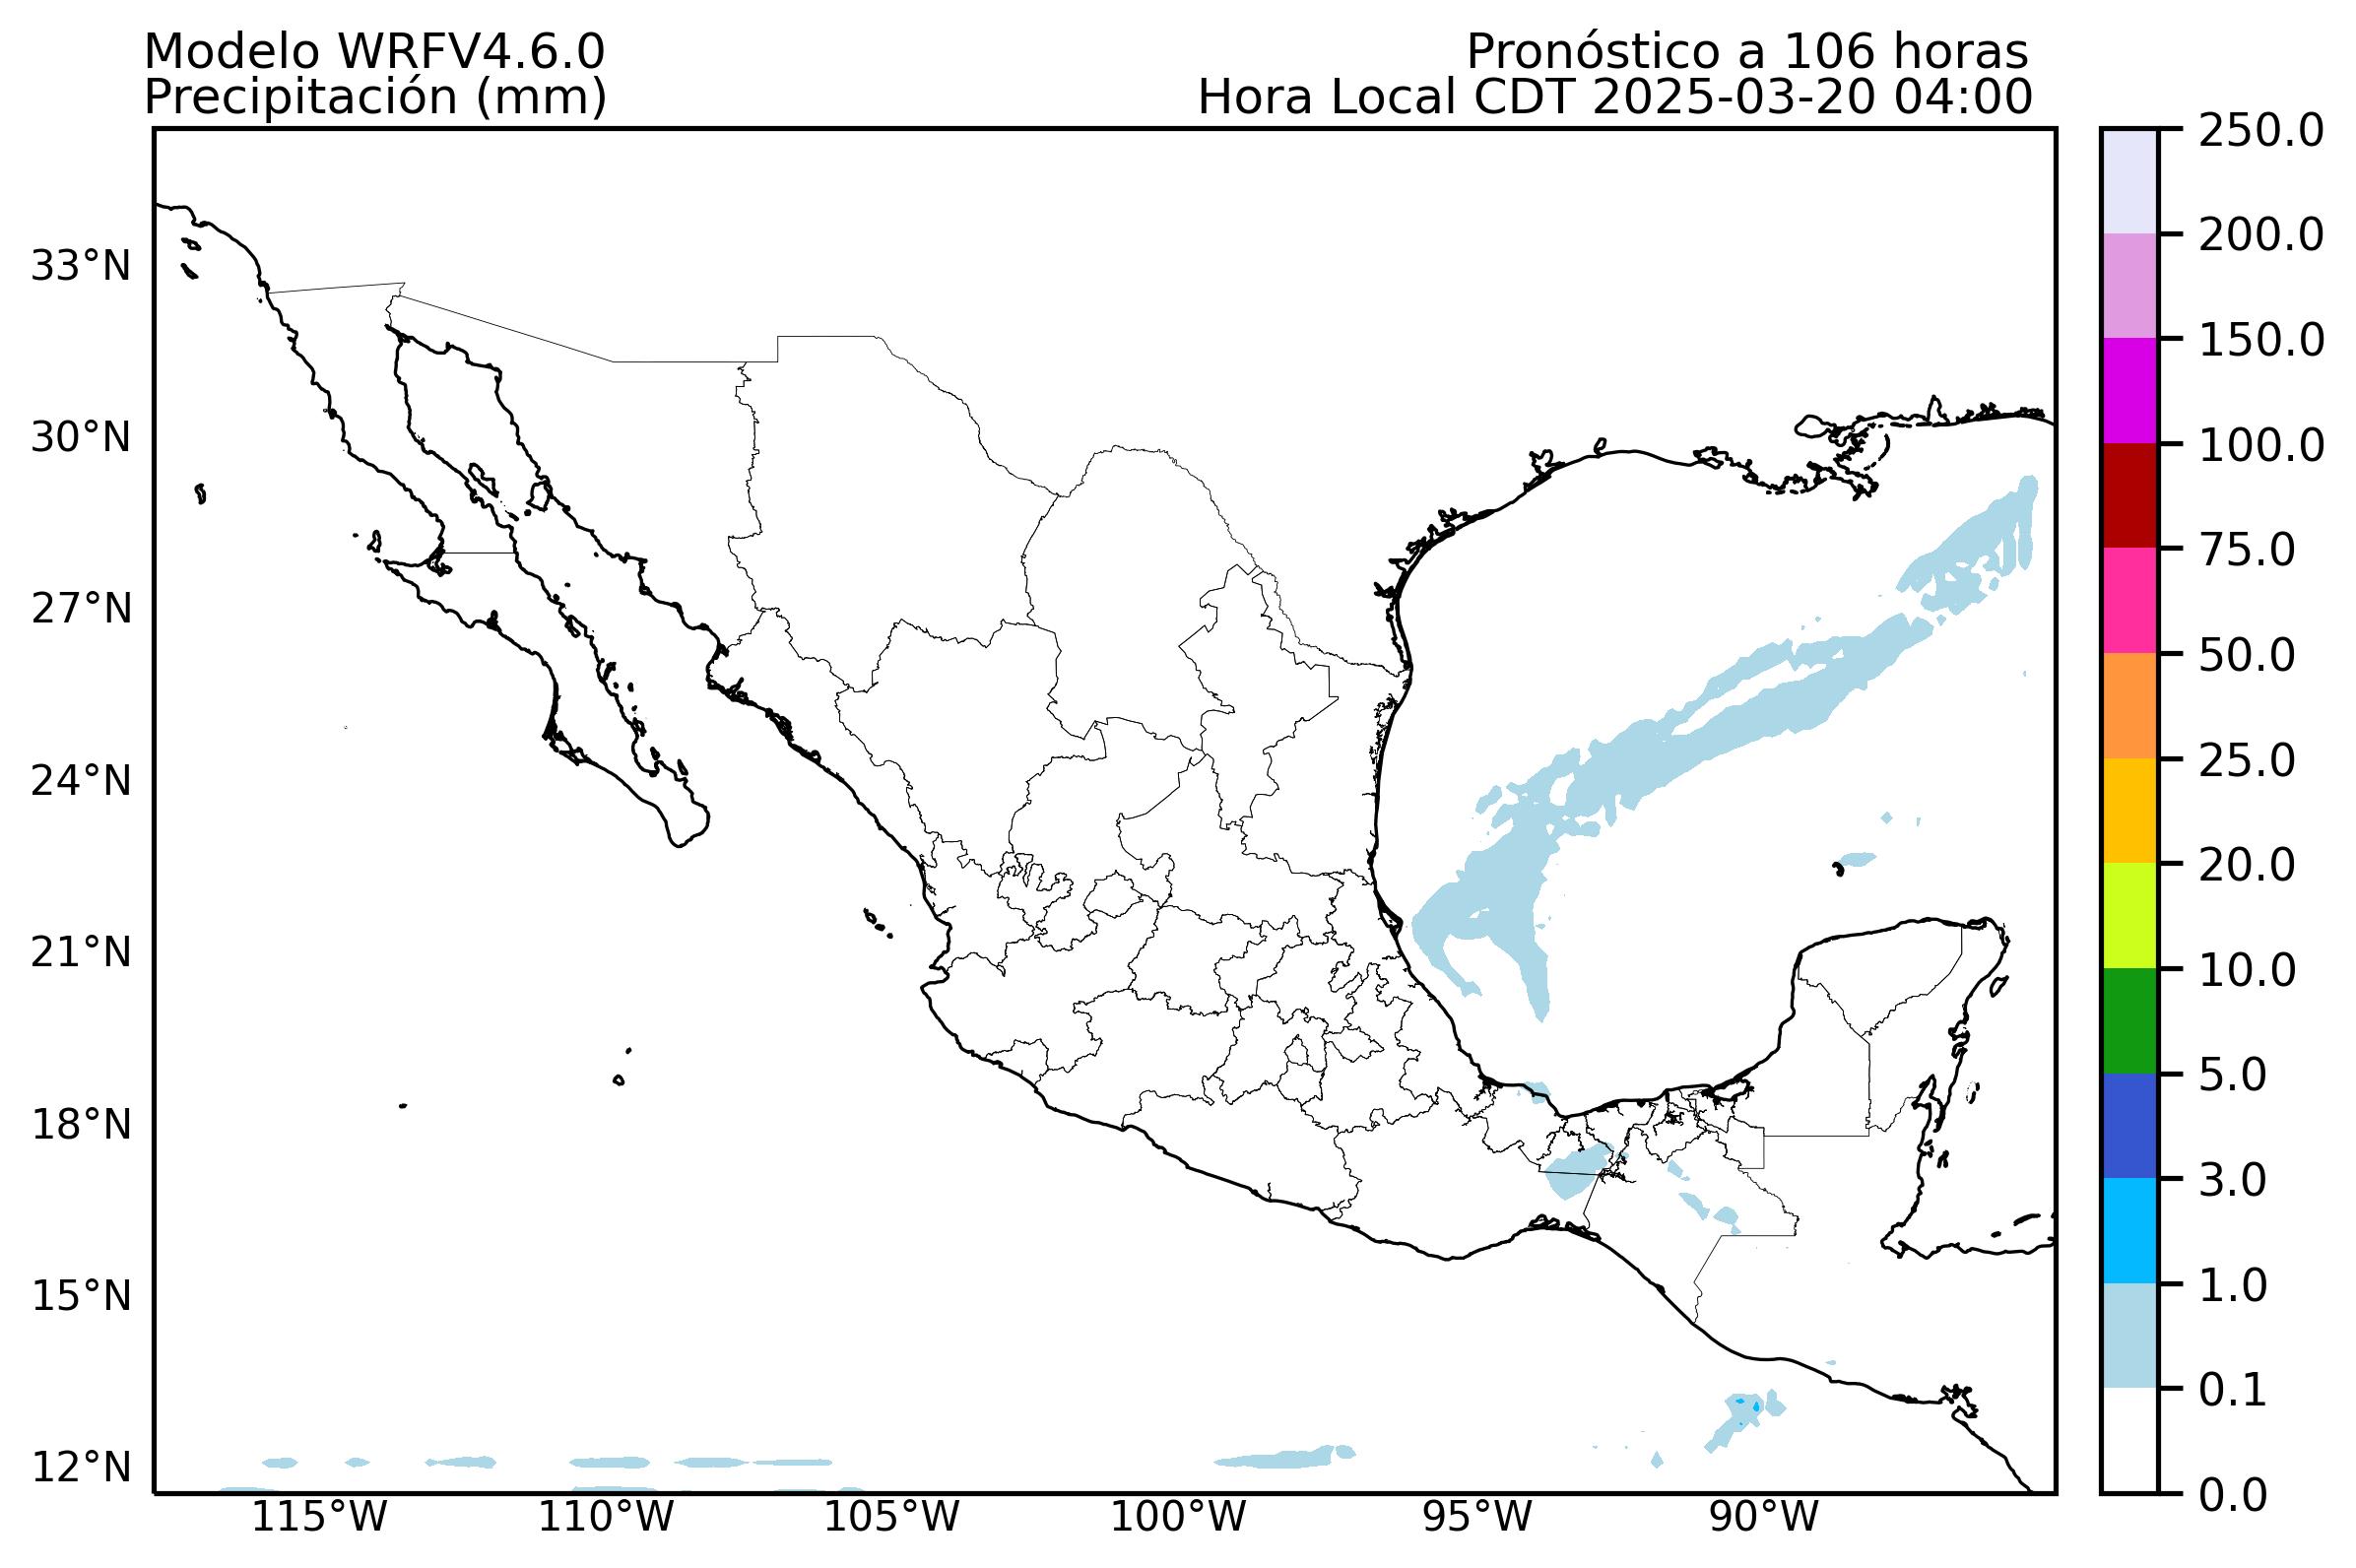 Modelo WRFV4.6.0
Precipitación (mm)
Pronóstico a 106 horas
Hora Local CDT 2025-03-20 04:00
33°N
30°N
27°N
24°N
21°N
18°N
15°N
12°N
115°W
110°W
105°W
100°W
95°W
90°W
250.0
200.0
150.0
100.0
75.0
50.0
25.0
20.0
10.0
5.0
3.0
1.0
0.1
0.0